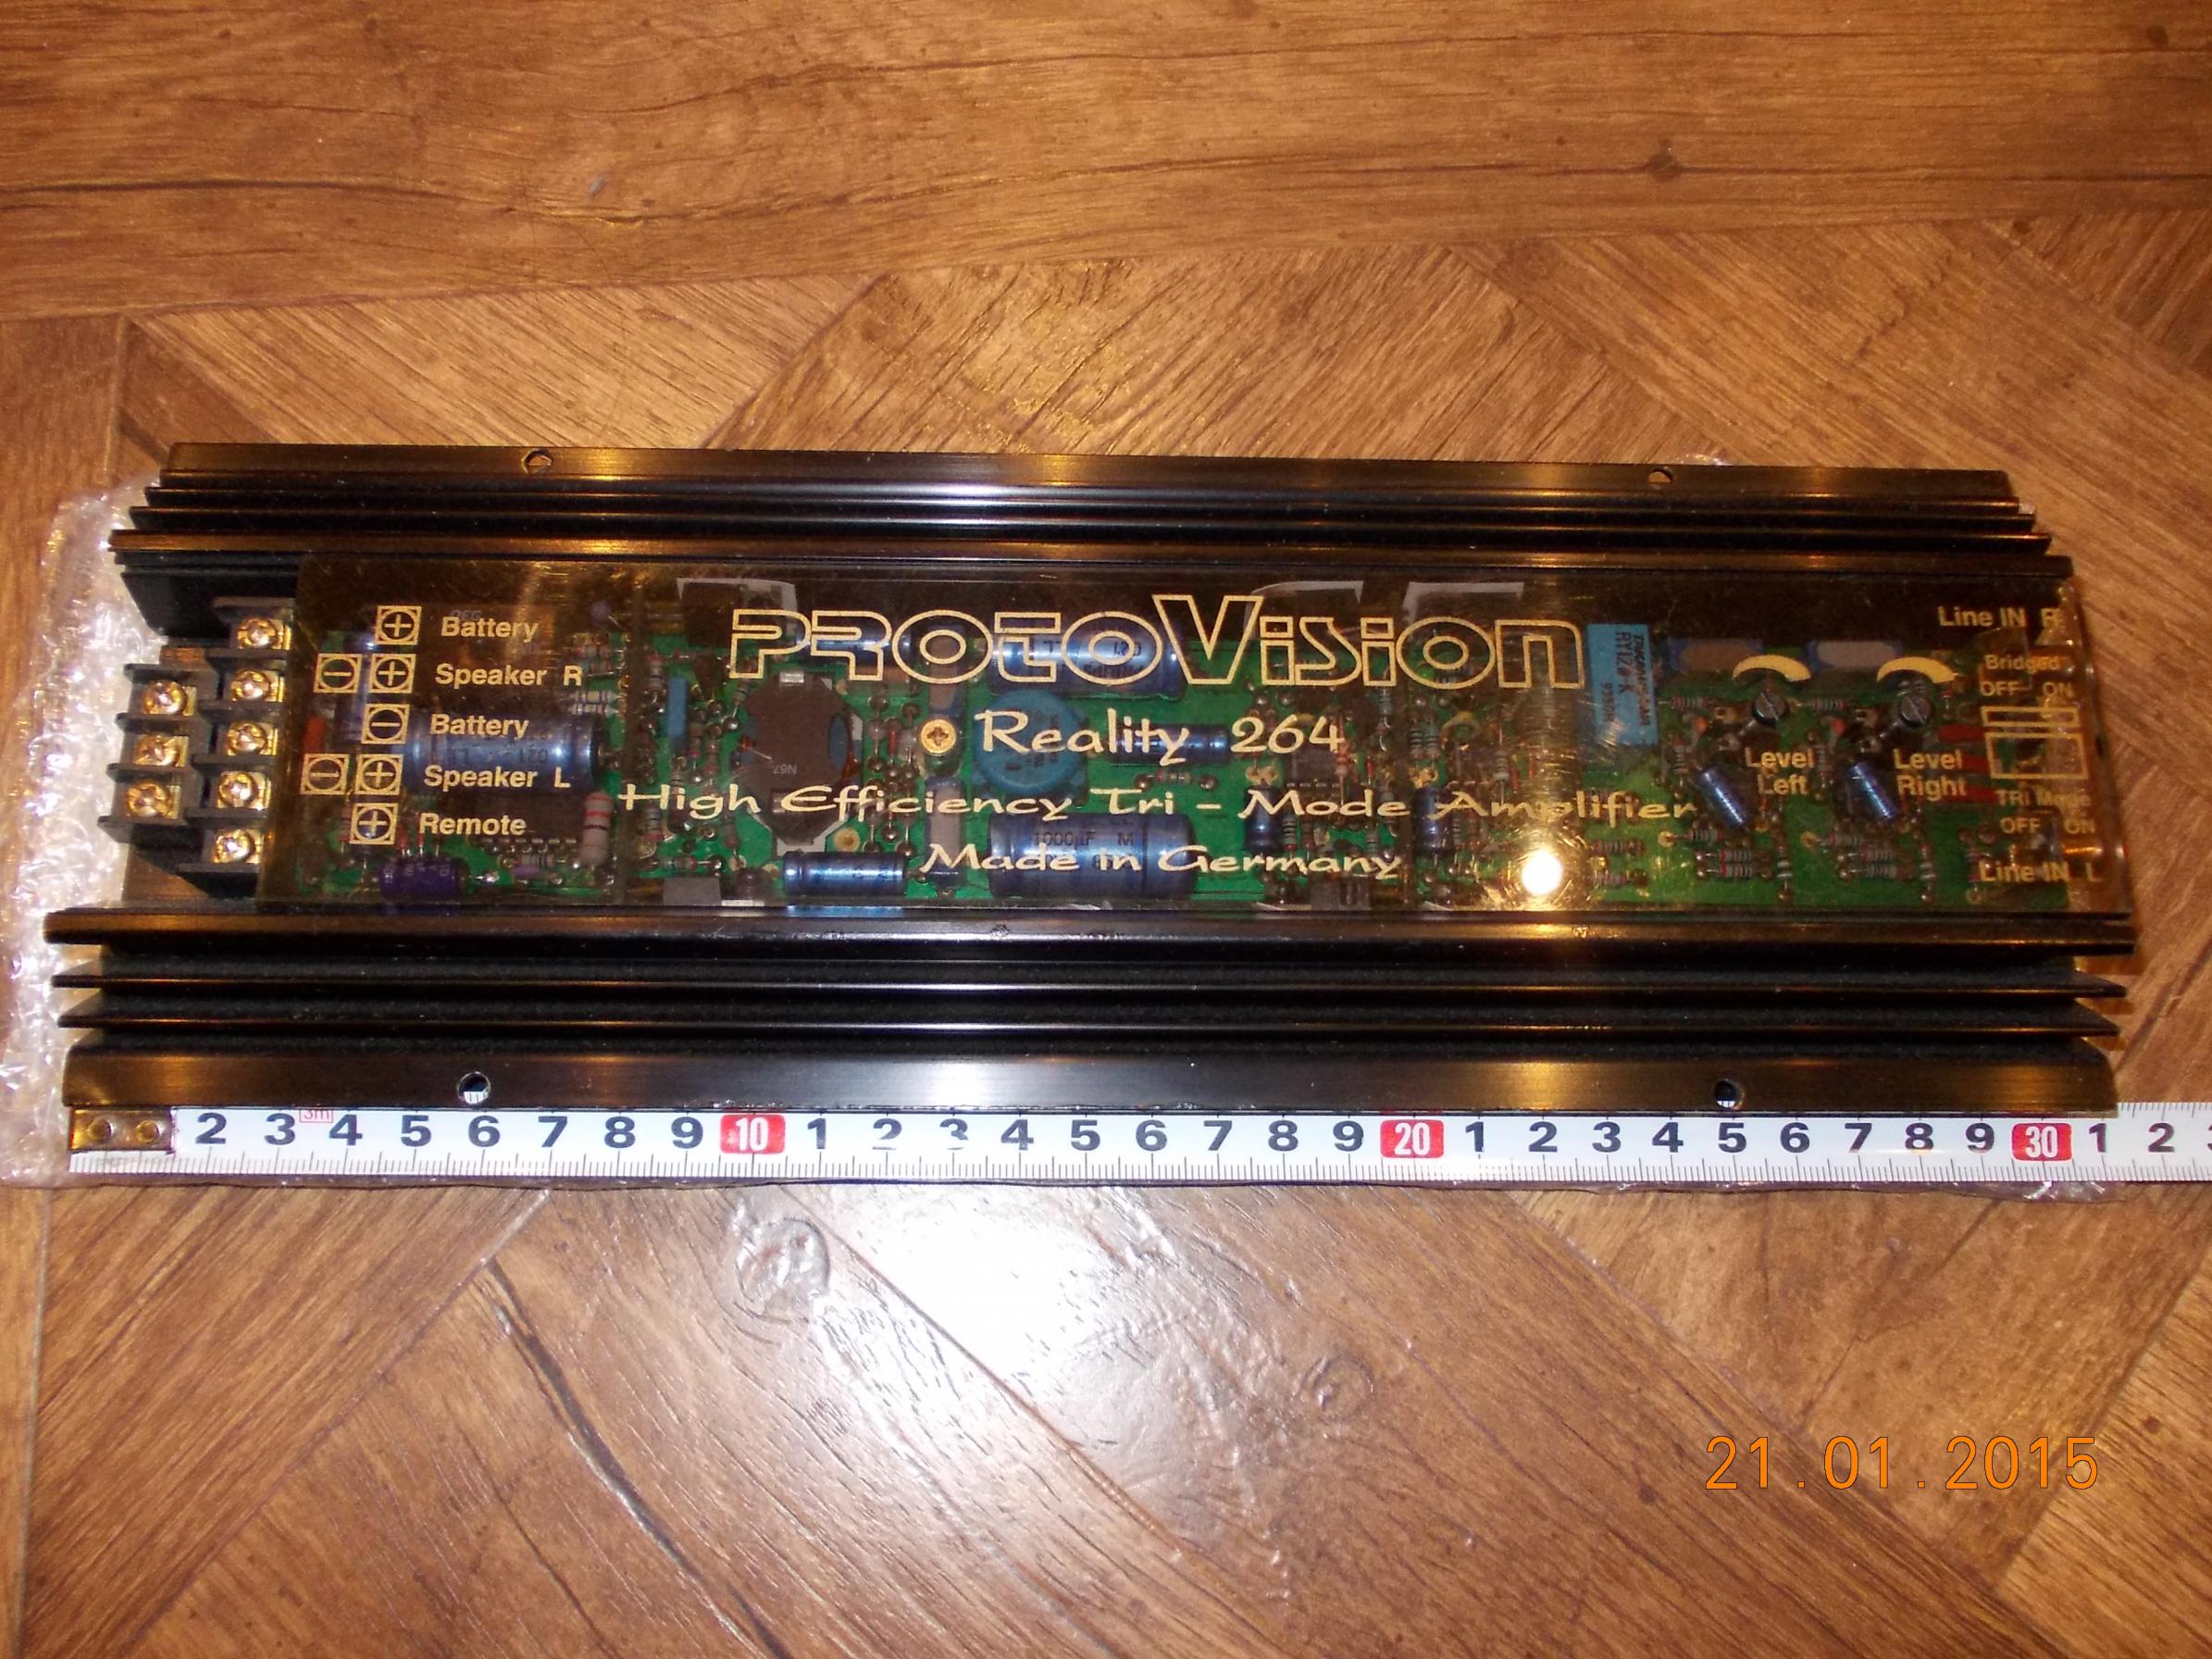 Battery
Speaker R
Battery
Speaker L
Remote
PROTOVISION
Reality 264
High Efficiency Tri - Mode Amplifier
Made in Germany
Level
Left
Level
Right
Line IN R
Bridged
OFF ON
TRI Mode
OFF ON
Line IN L
1000µF M
3m
2 3 4 5 6 7 8 9 10 1 2 3 4 5 6 7 8 9 20 1 2 3 4 5 6 7 8 9 30 1 2
21.01.2015